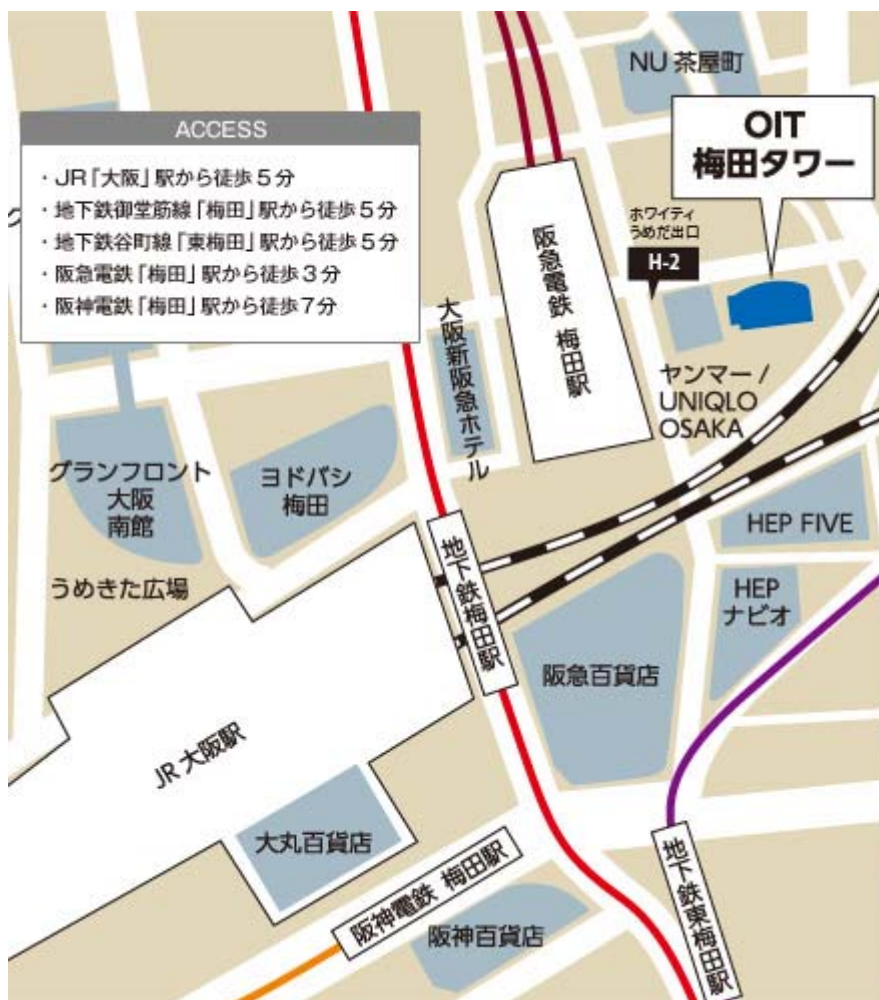 NU 茶屋町
ACCESS
・JR「大阪」駅から徒歩5分
・地下鉄御堂筋線「梅田」駅から徒歩5分
・地下鉄谷町線「東梅田」駅から徒歩5分
・阪急電鉄「梅田」駅から徒歩3分
・阪神電鉄「梅田」駅から徒歩7分
OIT
梅田タワー
ホワイティ
うめだ出口
H-2
阪急電鉄 梅田駅
大阪新阪急ホテル
ヤンマー /
UNIQLO
OSAKA
グランフロント
大阪
南館
ヨドバシ
梅田
うめきた広場
地下鉄梅田駅
HEP FIVE
HEP
ナビオ
阪急百貨店
JR 大阪駅
大丸百貨店
阪神電鉄 梅田駅
阪神百貨店
地下鉄東梅田駅